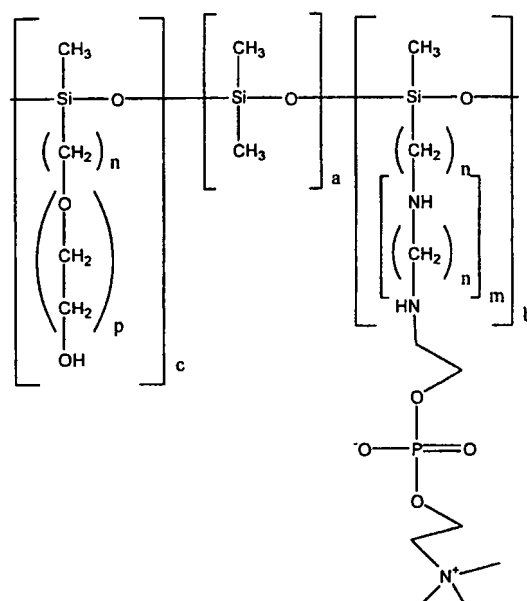 CH3 CH3 CH3
Si O Si O Si O
(CH2)n CH3 (CH2)n
a
O NH
CH2 (CH2)n
m
CH2 HN
p b
OH
c
O
-O P O
O
N+